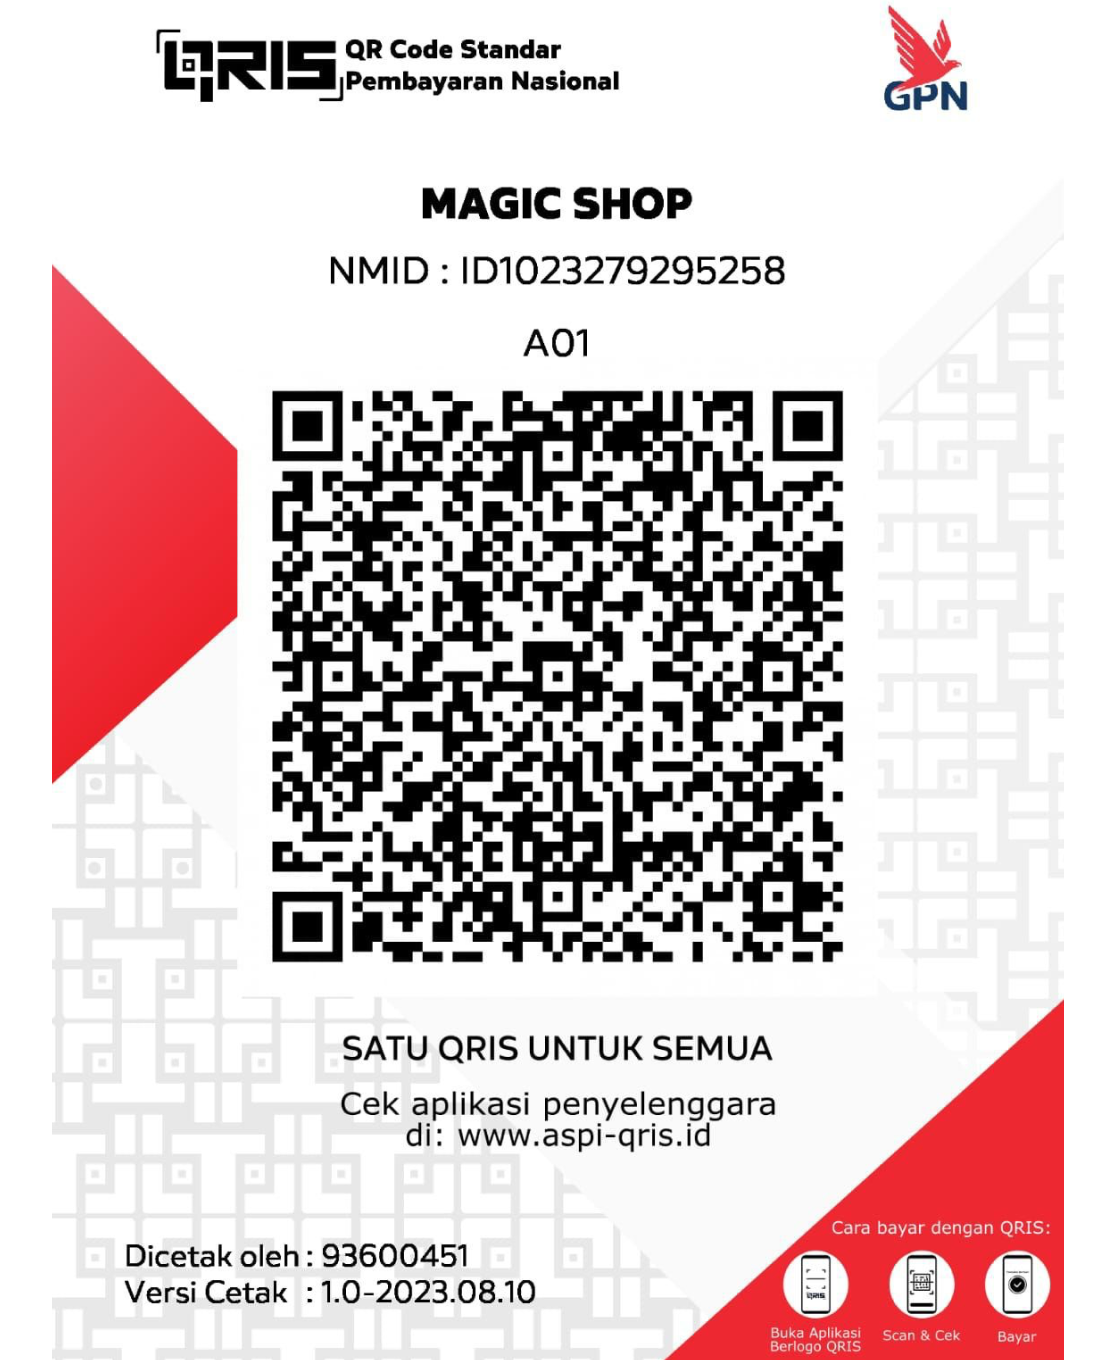 QRIS QR Code Standar
Pembayaran Nasional
GPN
MAGIC SHOP
NMID : ID1023279295258
A01
SATU QRIS UNTUK SEMUA
Cek aplikasi penyelenggara
di: www.aspi-qris.id
Dicetak oleh : 93600451
Versi Cetak : 1.0-2023.08.10
Cara bayar dengan QRIS:
QRIS
Buka Aplikasi
Berlogo QRIS
Scan & Cek
Bayar